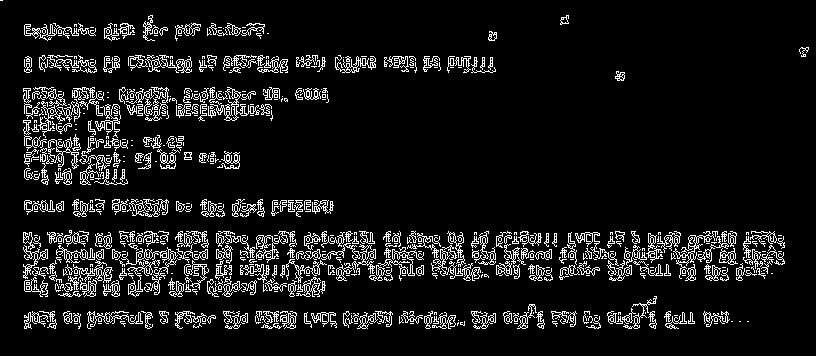 Explosive pick for our members.
A Massive PR Campaign is Starting Now! MAJOR NEWS IS OUT!!!
Trade Date: Monday, September 18, 2006
Company: LAS VEGAS RESERVATIONS
Ticker: LVCC
Current Price: $1.25
5-Day Target: $4.00 - $6.00
Get in now!!!
Could this company be the next PFIZER?!
We focus on stocks that have great potential to move up in price!!! LVCC is a high growth issue
and should be purchased by stock traders and those that can afford to make quick money on these
fast moving issues. GET IN NOW!!!! You know the old saying, buy the rumor and sell on the news.
Big watch in play this Monday Morning!
Just do yourself a favor and watch LVCC Monday morning, and don't say we didn't tell you...